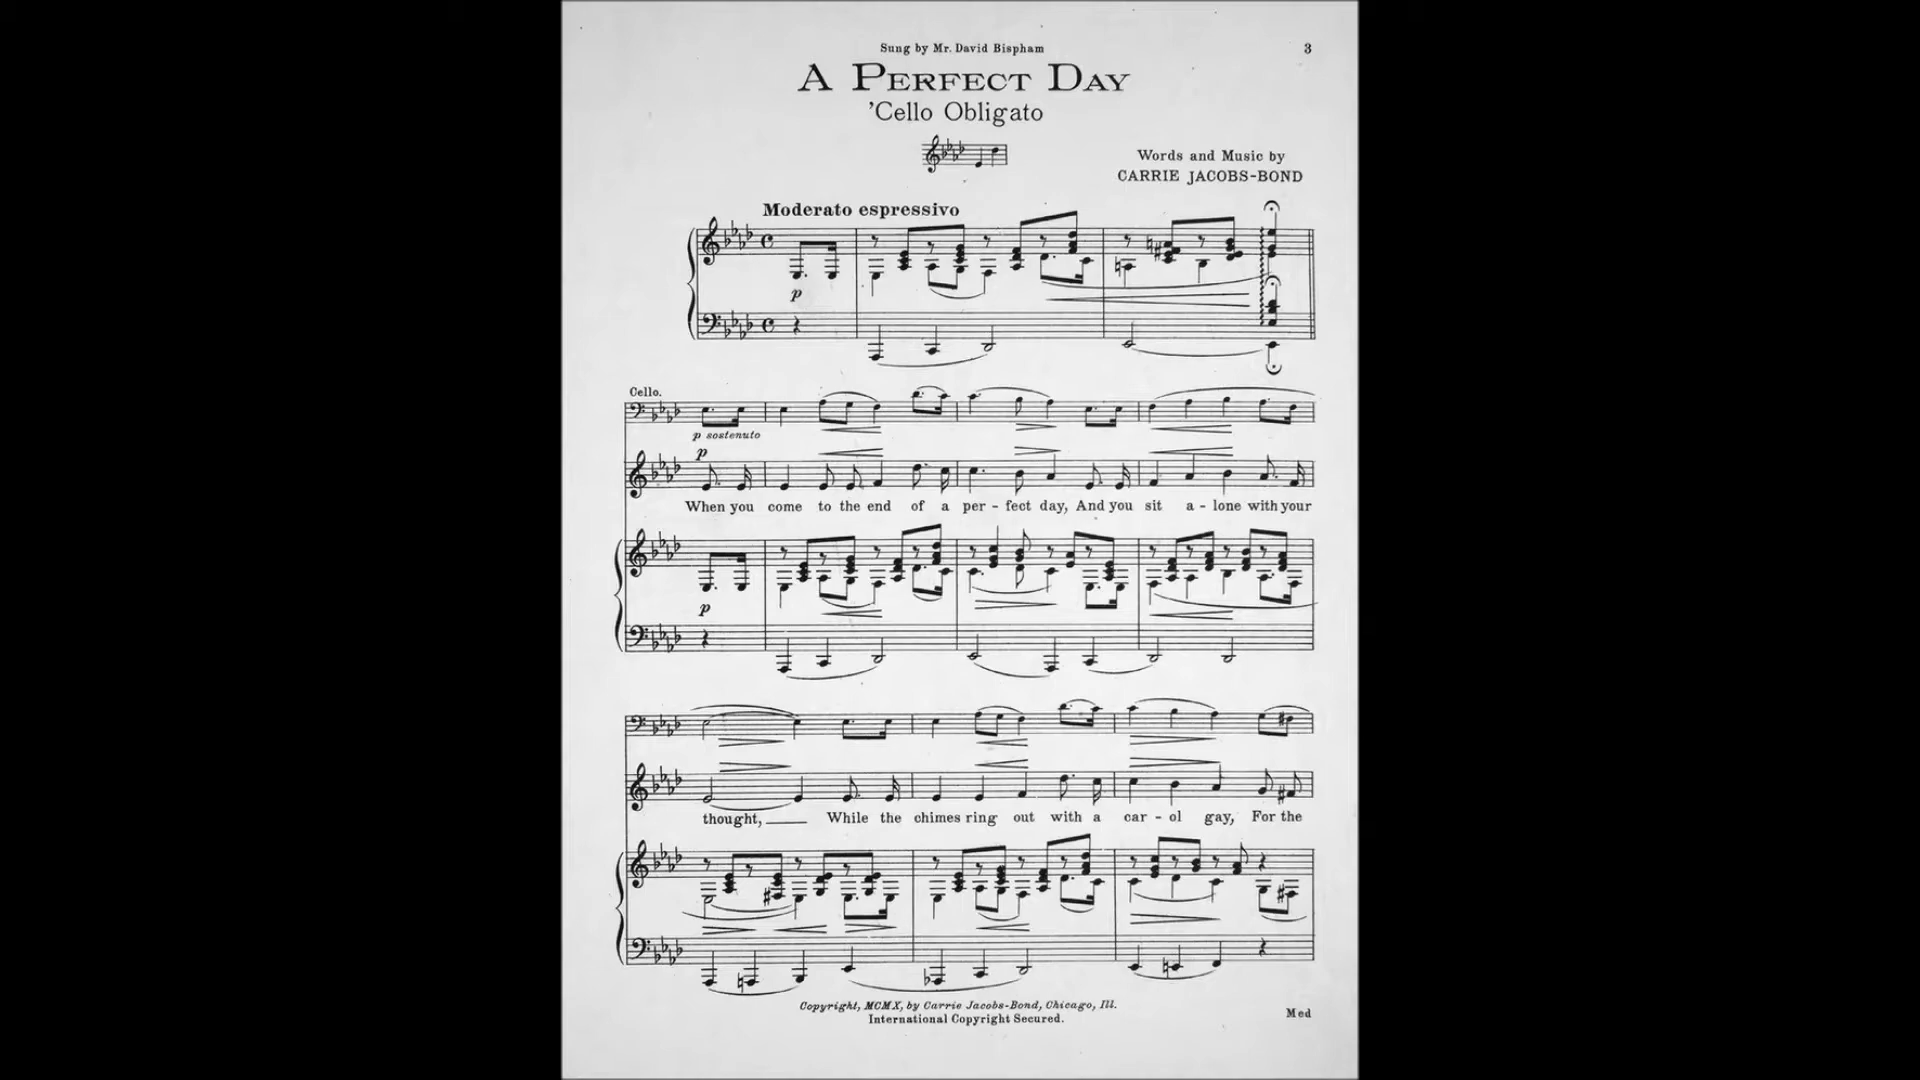 Sung by Mr. David Bispham
3
A PERFECT DAY
'Cello Obligato
Words and Music by
CARRIE JACOBS-BOND
Moderato espressivo
p
Cello.
p sostenuto
p
When you come to the end of a per - fect day, And you sit a - lone with your
p
thought, While the chimes ring out with a car - ol gay, For the
Copyright, MCMX, by Carrie Jacobs-Bond, Chicago, Ill.
International Copyright Secured.
Med